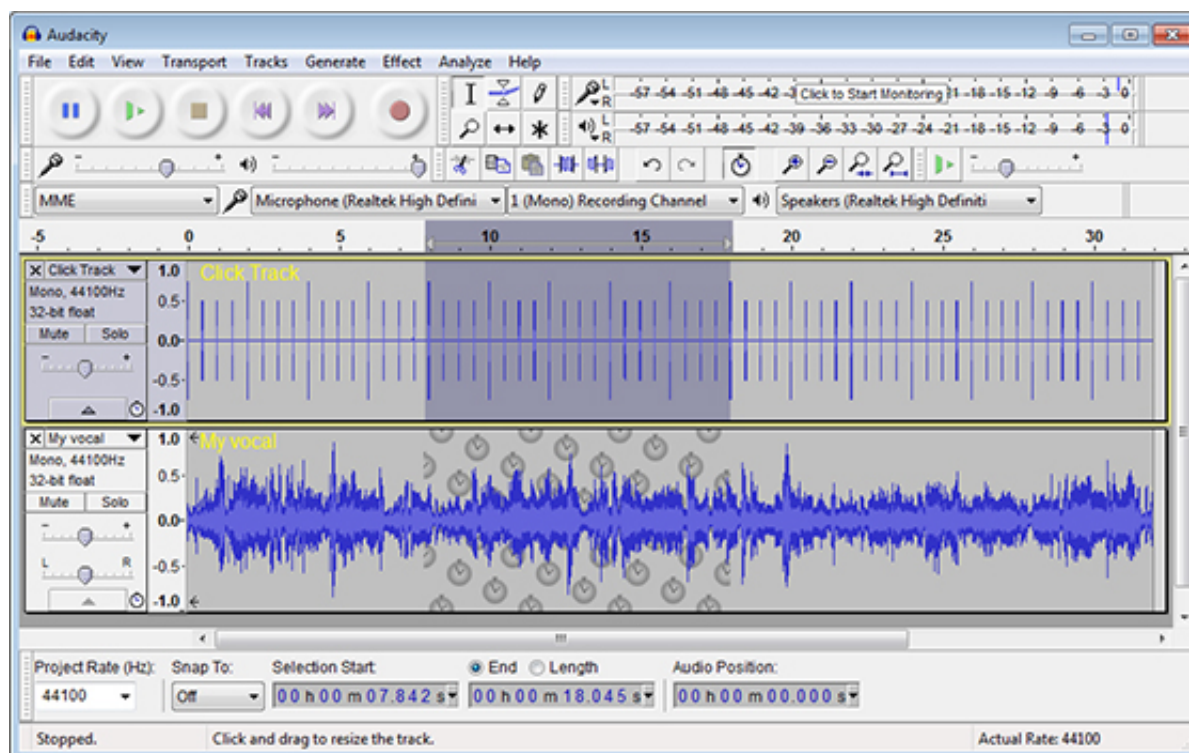 Audacity
File Edit View Transport Tracks Generate Effect Analyze Help
L
R
-57 -54 -51 -48 -45 -42 -3 Click to Start Monitoring 21 -18 -15 -12 -9 -6 -3 0
L
R
-57 -54 -51 -48 -45 -42 -39 -36 -33 -30 -27 -24 -21 -18 -15 -12 -9 -6 -3 0
- + - + - +
MME Microphone (Realtek High Defini 1 (Mono) Recording Channel Speakers (Realtek High Definiti
-5 0 5 10 15 20 25 30
X Click Track 1.0 Click Track
Mono, 44100Hz
32-bit float 0.5
Mute Solo 0.0
- +
-0.5
-1.0
X My vocal 1.0 My vocal
Mono, 44100Hz
32-bit float 0.5
Mute Solo 0.0
- +
L R -0.5
-1.0
Project Rate (Hz): Snap To: Selection Start: End Length Audio Position:
44100 Off 00 h 00 m 07.842 s 00 h 00 m 18.045 s 00 h 00 m 00.000 s
Stopped. Click and drag to resize the track. Actual Rate: 44100